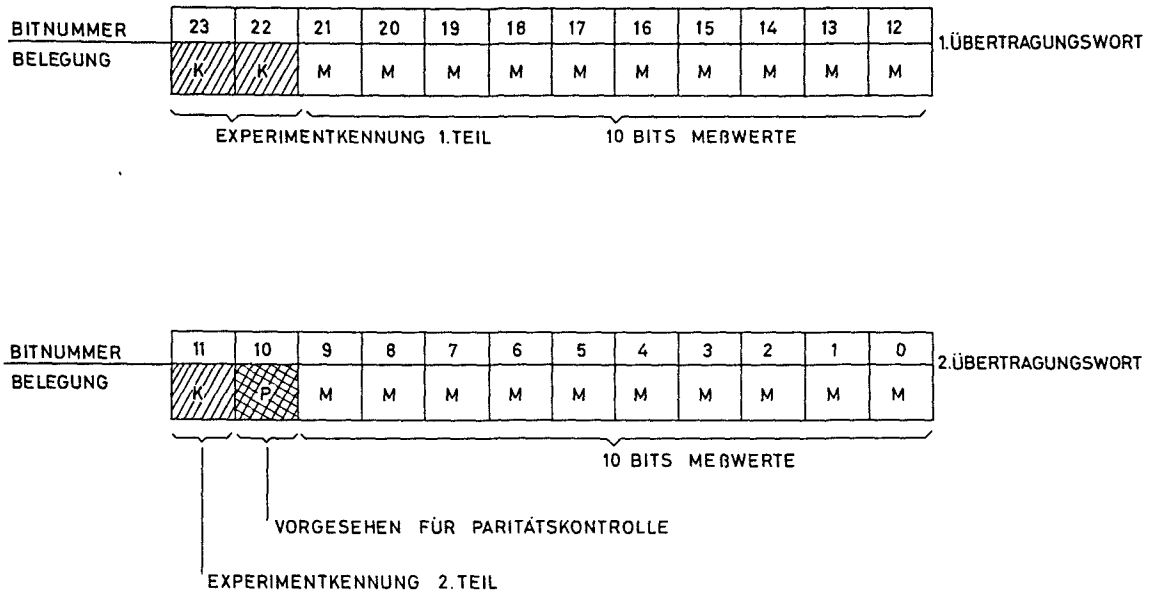 BITNUMMER 23 22 21 20 19 18 17 16 15 14 13 12 1.ÜBERTRAGUNGSWORT
BELEGUNG K K M M M M M M M M M M
EXPERIMENTKENNUNG 1.TEIL 10 BITS MEßWERTE
BITNUMMER 11 10 9 8 7 6 5 4 3 2 1 0 2.ÜBERTRAGUNGSWORT
BELEGUNG K P M M M M M M M M M M
10 BITS MEßWERTE
VORGESEHEN FÜR PARITÄTSKONTROLLE
EXPERIMENTKENNUNG 2.TEIL